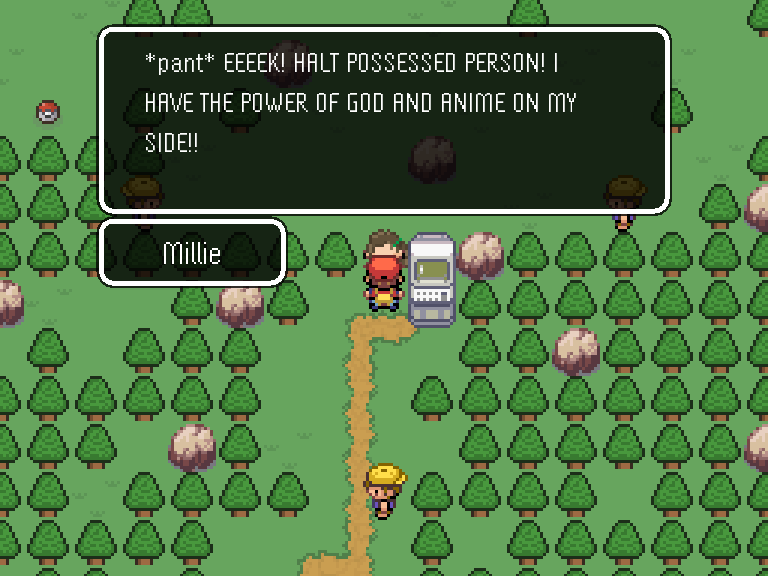 *pant* EEEEK! HALT POSSESSED PERSON! I
HAVE THE POWER OF GOD AND ANIME ON MY
SIDE!!
Millie